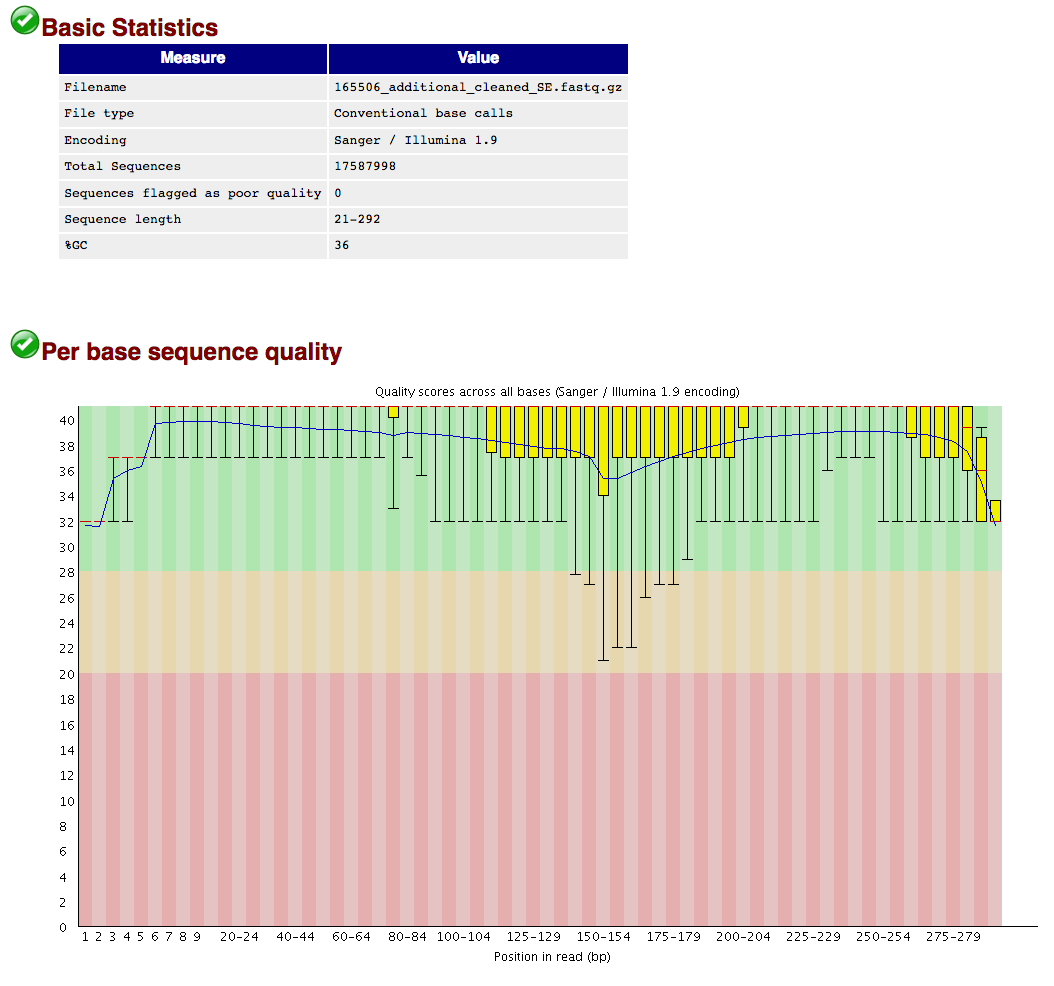 Basic Statistics
Measure Value
Filename 165506_additional_cleaned_SE.fastq.gz
File type Conventional base calls
Encoding Sanger / Illumina 1.9
Total Sequences 17587998
Sequences flagged as poor quality 0
Sequence length 21-292
%GC 36
Per base sequence quality
Quality scores across all bases (Sanger / Illumina 1.9 encoding)
40
38
36
34
32
30
28
26
24
22
20
18
16
14
12
10
8
6
4
2
0
1 2 3 4 5 6 7 8 9 20-24 40-44 60-64 80-84 100-104 125-129 150-154 175-179 200-204 225-229 250-254 275-279
Position in read (bp)